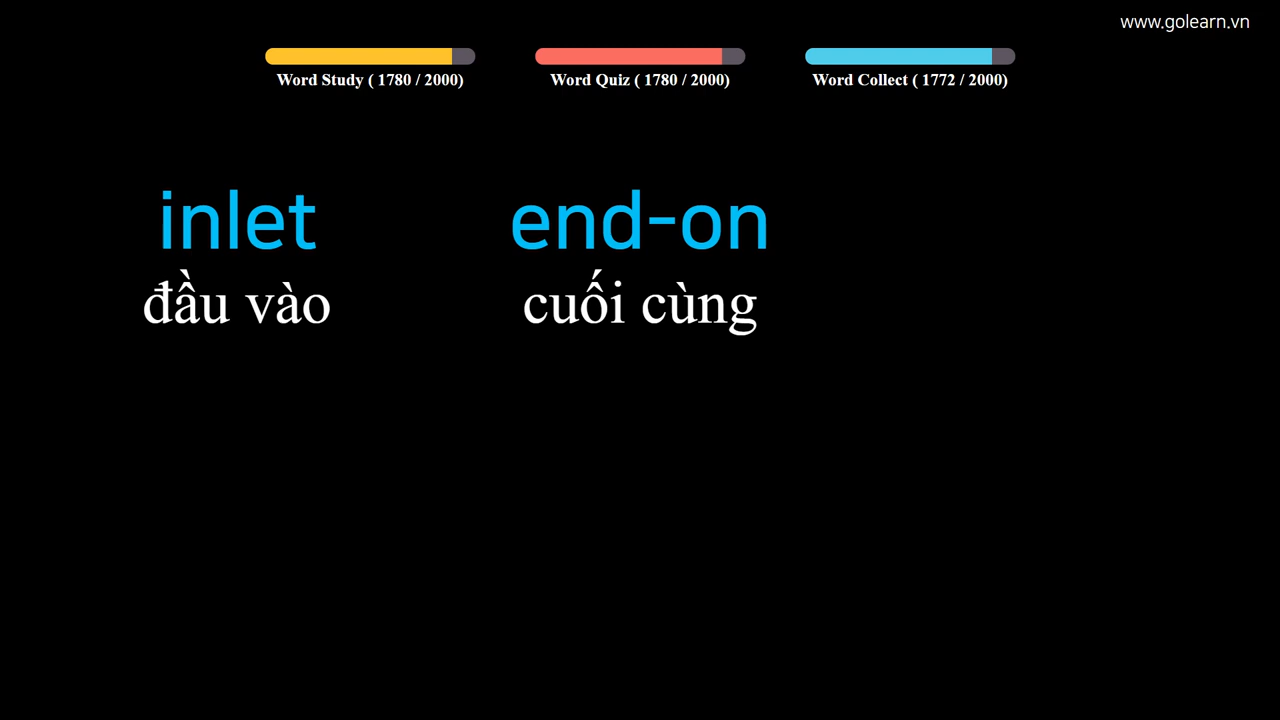 www.golearn.vn
Word Study ( 1780 / 2000)
Word Quiz ( 1780 / 2000)
Word Collect ( 1772 / 2000)
inlet
đầu vào
end-on
cuối cùng